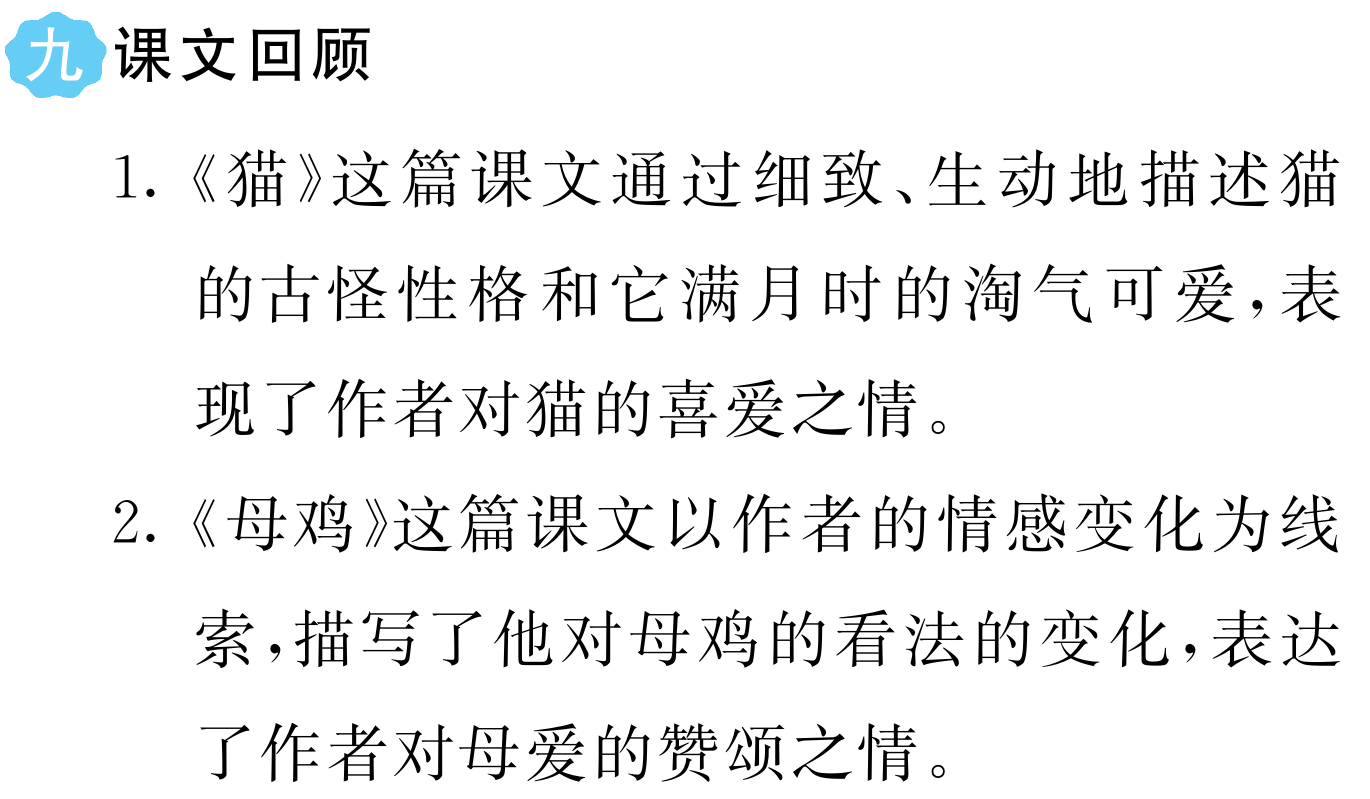 九 课文回顾
1.《猫》这篇课文通过细致、生动地描述猫
的古怪性格和它满月时的淘气可爱,表
现了作者对猫的喜爱之情。
2.《母鸡》这篇课文以作者的情感变化为线
索,描写了他对母鸡的看法的变化,表达
了作者对母爱的赞颂之情。